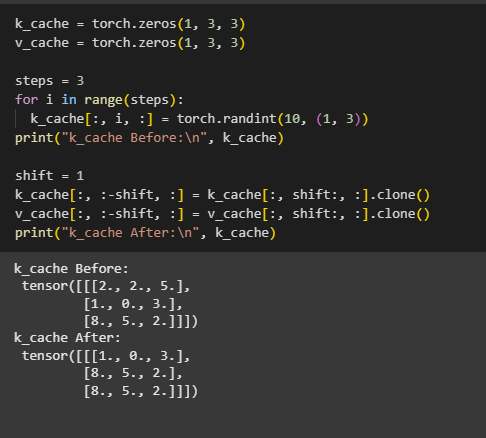 k_cache = torch.zeros(1, 3, 3)
v_cache = torch.zeros(1, 3, 3)
steps = 3
for i in range(steps):
  k_cache[:, i, :] = torch.randint(10, (1, 3))
print("k_cache Before:\n", k_cache)
shift = 1
k_cache[:, :-shift, :] = k_cache[:, shift:, :].clone()
v_cache[:, :-shift, :] = v_cache[:, shift:, :].clone()
print("k_cache After:\n", k_cache)
k_cache Before:
 tensor([[[2., 2., 5.],
         [1., 0., 3.],
         [8., 5., 2.]]])
k_cache After:
 tensor([[[1., 0., 3.],
         [8., 5., 2.],
         [8., 5., 2.]]])